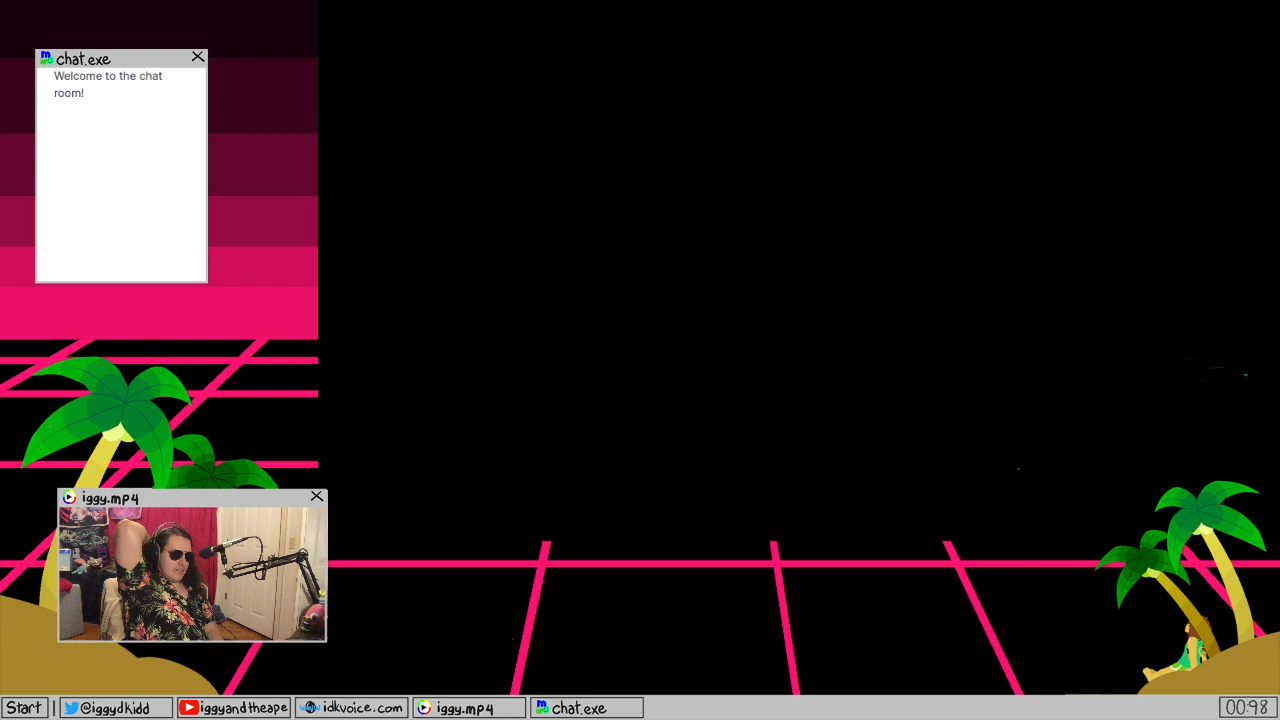 chat.exe
Welcome to the chat
room!
iggy.mp4
Start
@iggydkidd
iggyandtheape
www idkvoice.com
iggy.mp4
chat.exe
00:98